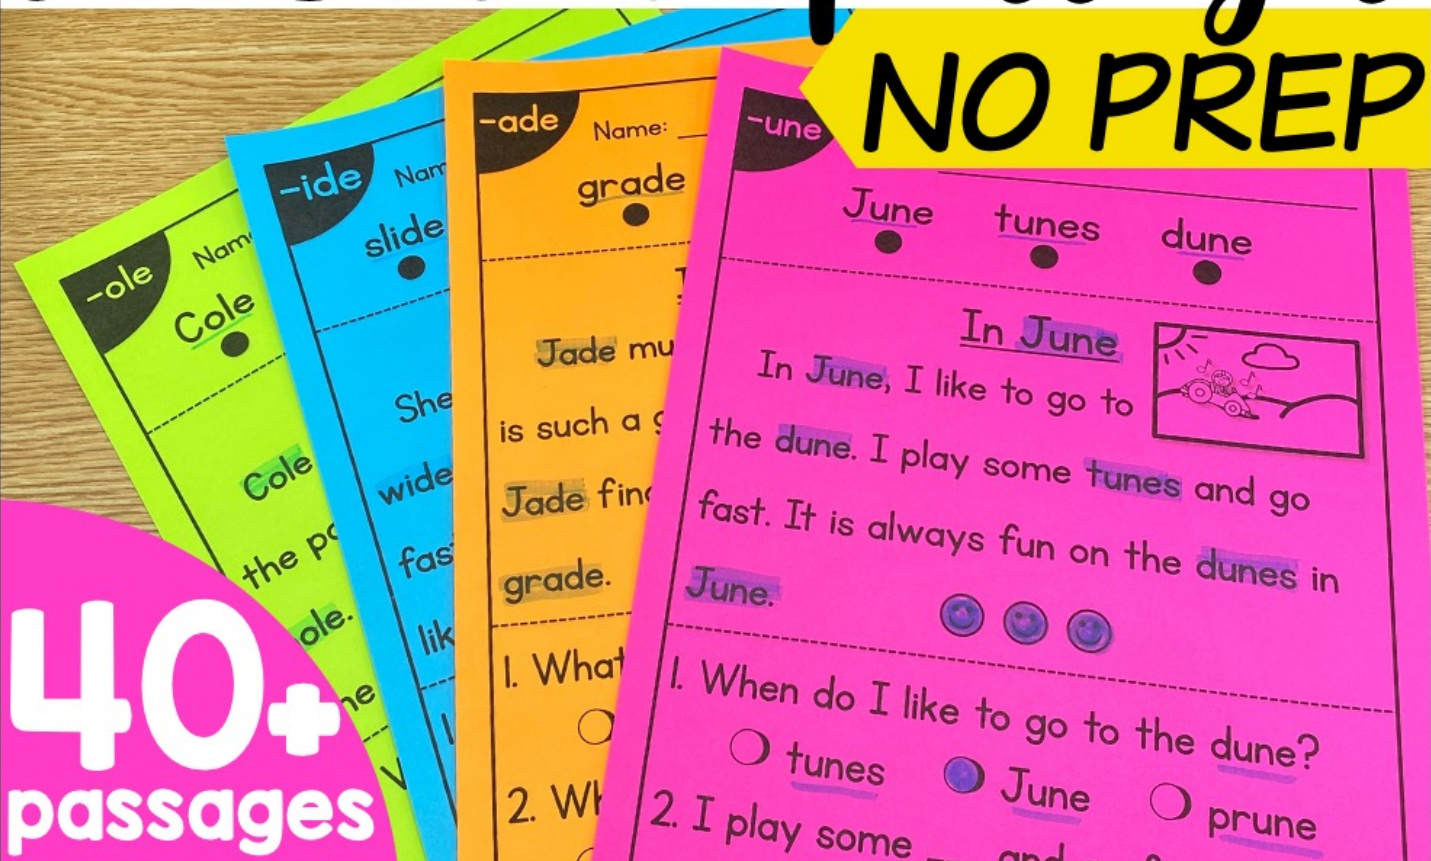 NO PREP
-ole
Nam
Cole
Cole
the
ole.
-ide
Nam
slide
She
wide
fas
lik
-ade
Name:
grade
Jade mu
is such a g
Jade fin
grade.
1. What
2. Wh
-une
June tunes dune
In June
In June, I like to go to
the dune. I play some tunes and go
fast. It is always fun on the dunes in
June.
1. When do I like to go to the dune?
tunes June prune
2. I play some __ and
40+
passages